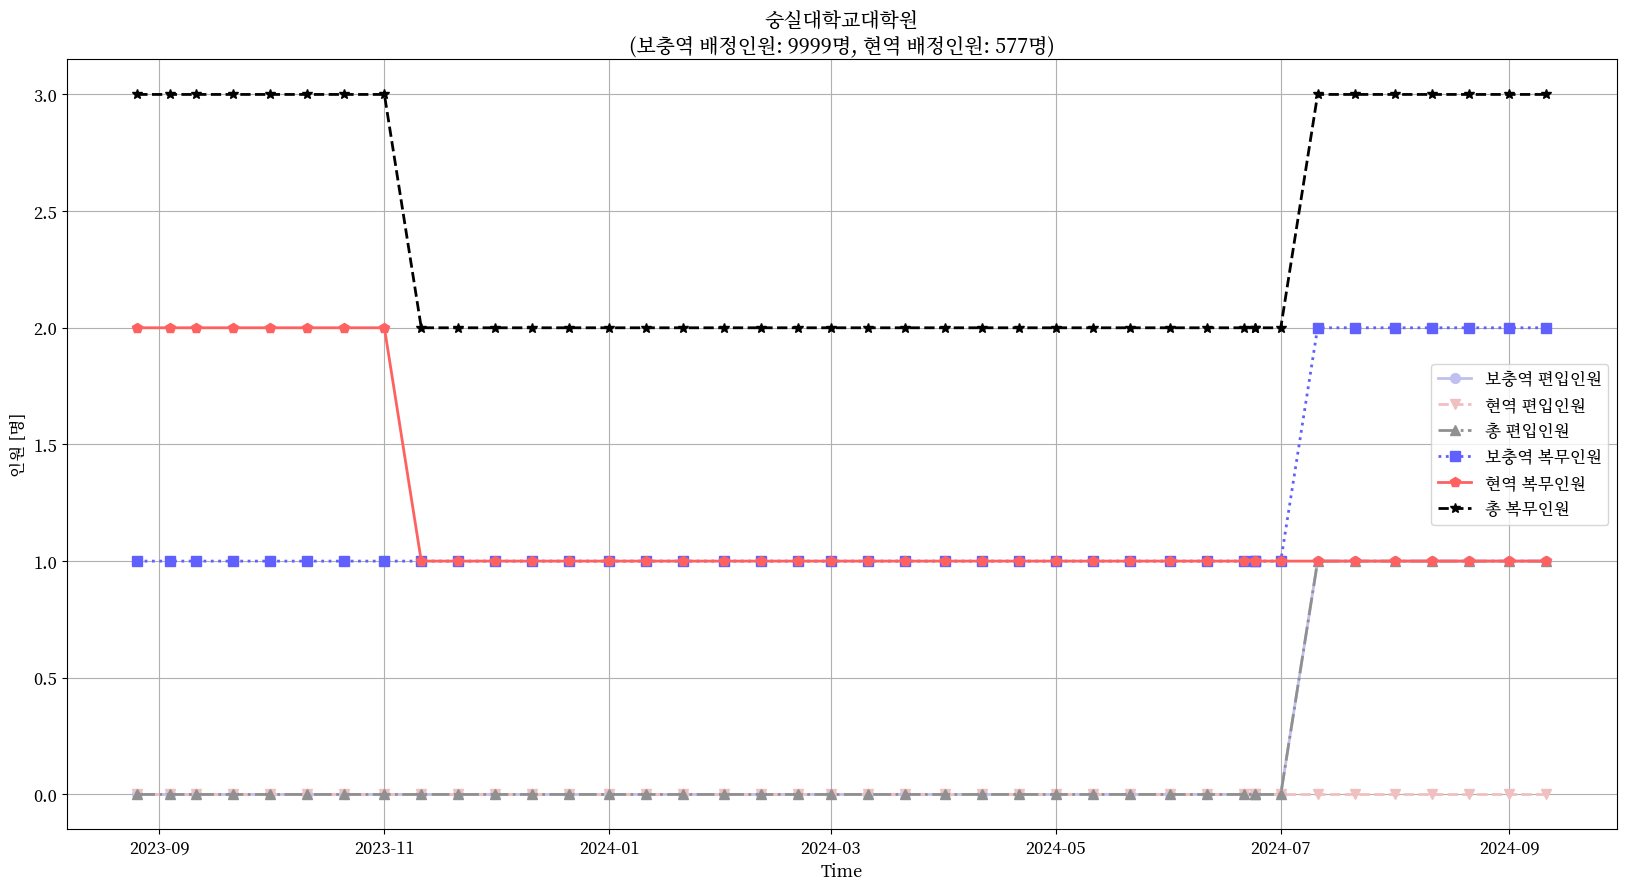 숭실대학교대학원
(보충역 배정인원: 9999명, 현역 배정인원: 577명)
3.0
2.5
2.0
1.5
1.0
0.5
0.0
인원 [명]
보충역 편입인원
현역 편입인원
총 편입인원
보충역 복무인원
현역 복무인원
총 복무인원
2023-09
2023-11
2024-01
2024-03
2024-05
2024-07
2024-09
Time